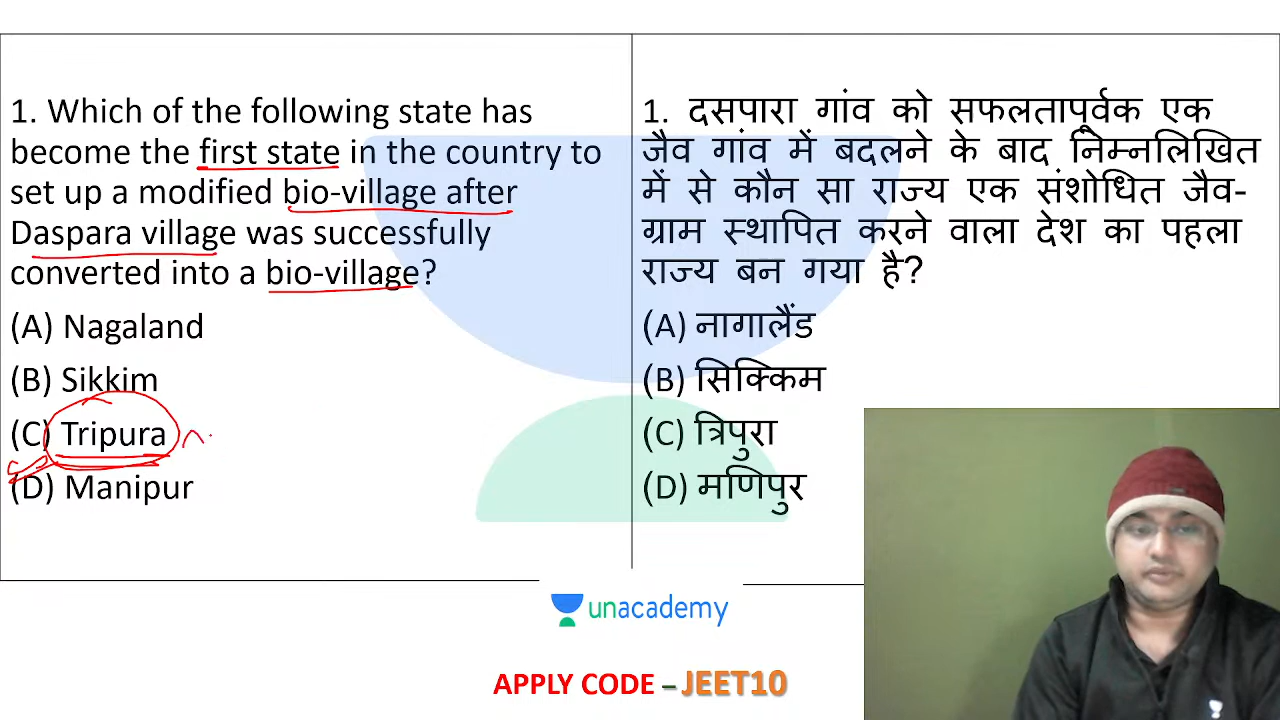 1. Which of the following state has
become the first state in the country to
set up a modified bio-village after
Daspara village was successfully
converted into a bio-village?
(A) Nagaland
(B) Sikkim
(C) Tripura
(D) Manipur
1. दसपारा गांव को सफलतापूर्वक एक
जैव गांव में बदलने के बाद निम्नलिखित
में से कौन सा राज्य एक संशोधित जैव-
ग्राम स्थापित करने वाला देश का पहला
राज्य बन गया है?
(A) नागालैंड
(B) सिक्किम
(C) त्रिपुरा
(D) मणिपुर
unacademy
APPLY CODE – JEET10